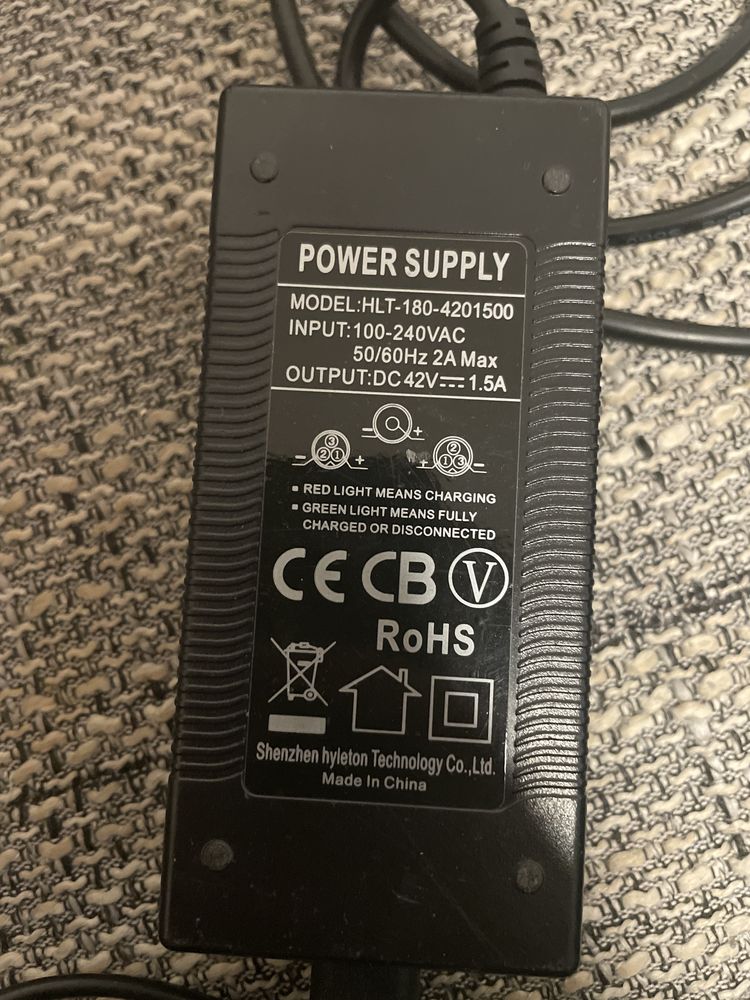 POWER SUPPLY
MODEL:HLT-180-4201500
INPUT:100-240VAC
50/60Hz 2A Max
OUTPUT:DC 42V⎓1.5A
- +
- ③②① +
+ ②①③ -
▪ RED LIGHT MEANS CHARGING
▪ GREEN LIGHT MEANS FULLY
CHARGED OR DISCONNECTED
CE CB V
RoHS
Shenzhen hyleton Technology Co.,Ltd.
Made In China